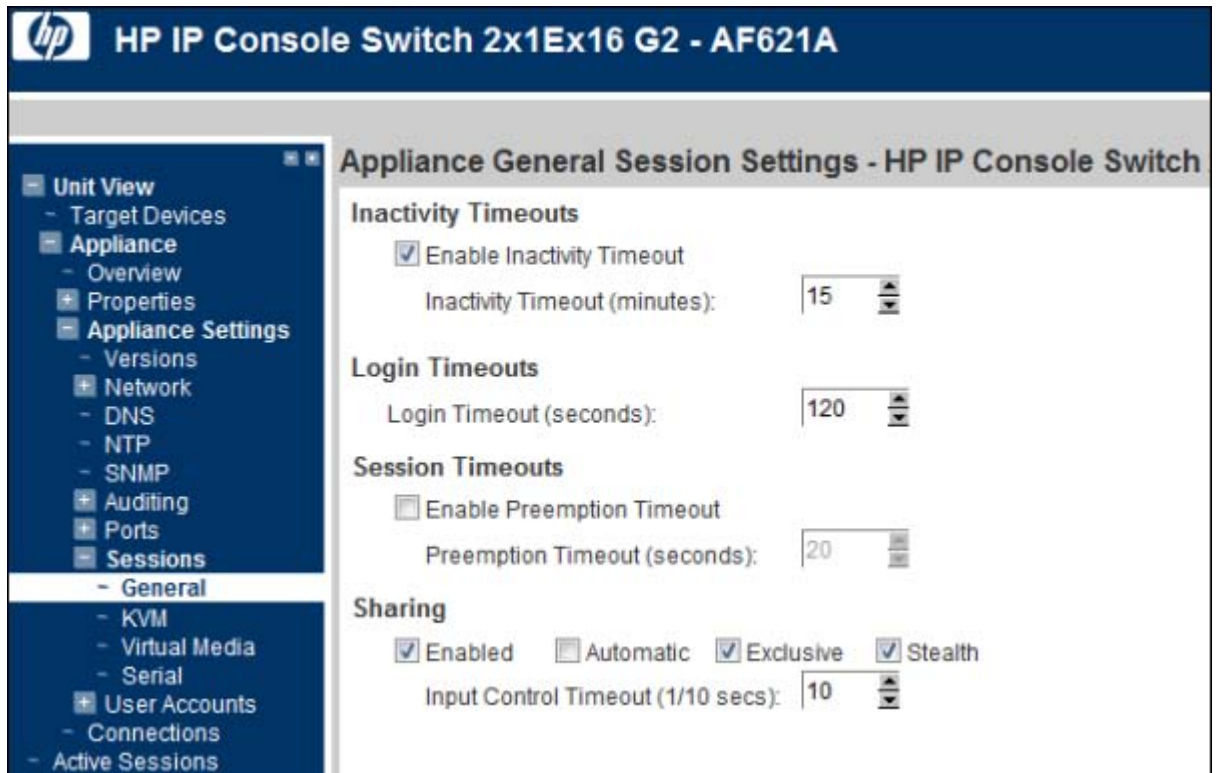 hp
HP IP Console Switch 2x1Ex16 G2 - AF621A
Unit View
Target Devices
Appliance
Overview
Properties
Appliance Settings
Versions
Network
DNS
NTP
SNMP
Auditing
Ports
Sessions
General
KVM
Virtual Media
Serial
User Accounts
Connections
Active Sessions
Appliance General Session Settings - HP IP Console Switch
Inactivity Timeouts
Enable Inactivity Timeout
Inactivity Timeout (minutes): 15
Login Timeouts
Login Timeout (seconds): 120
Session Timeouts
Enable Preemption Timeout
Preemption Timeout (seconds): 20
Sharing
Enabled Automatic Exclusive Stealth
Input Control Timeout (1/10 secs): 10